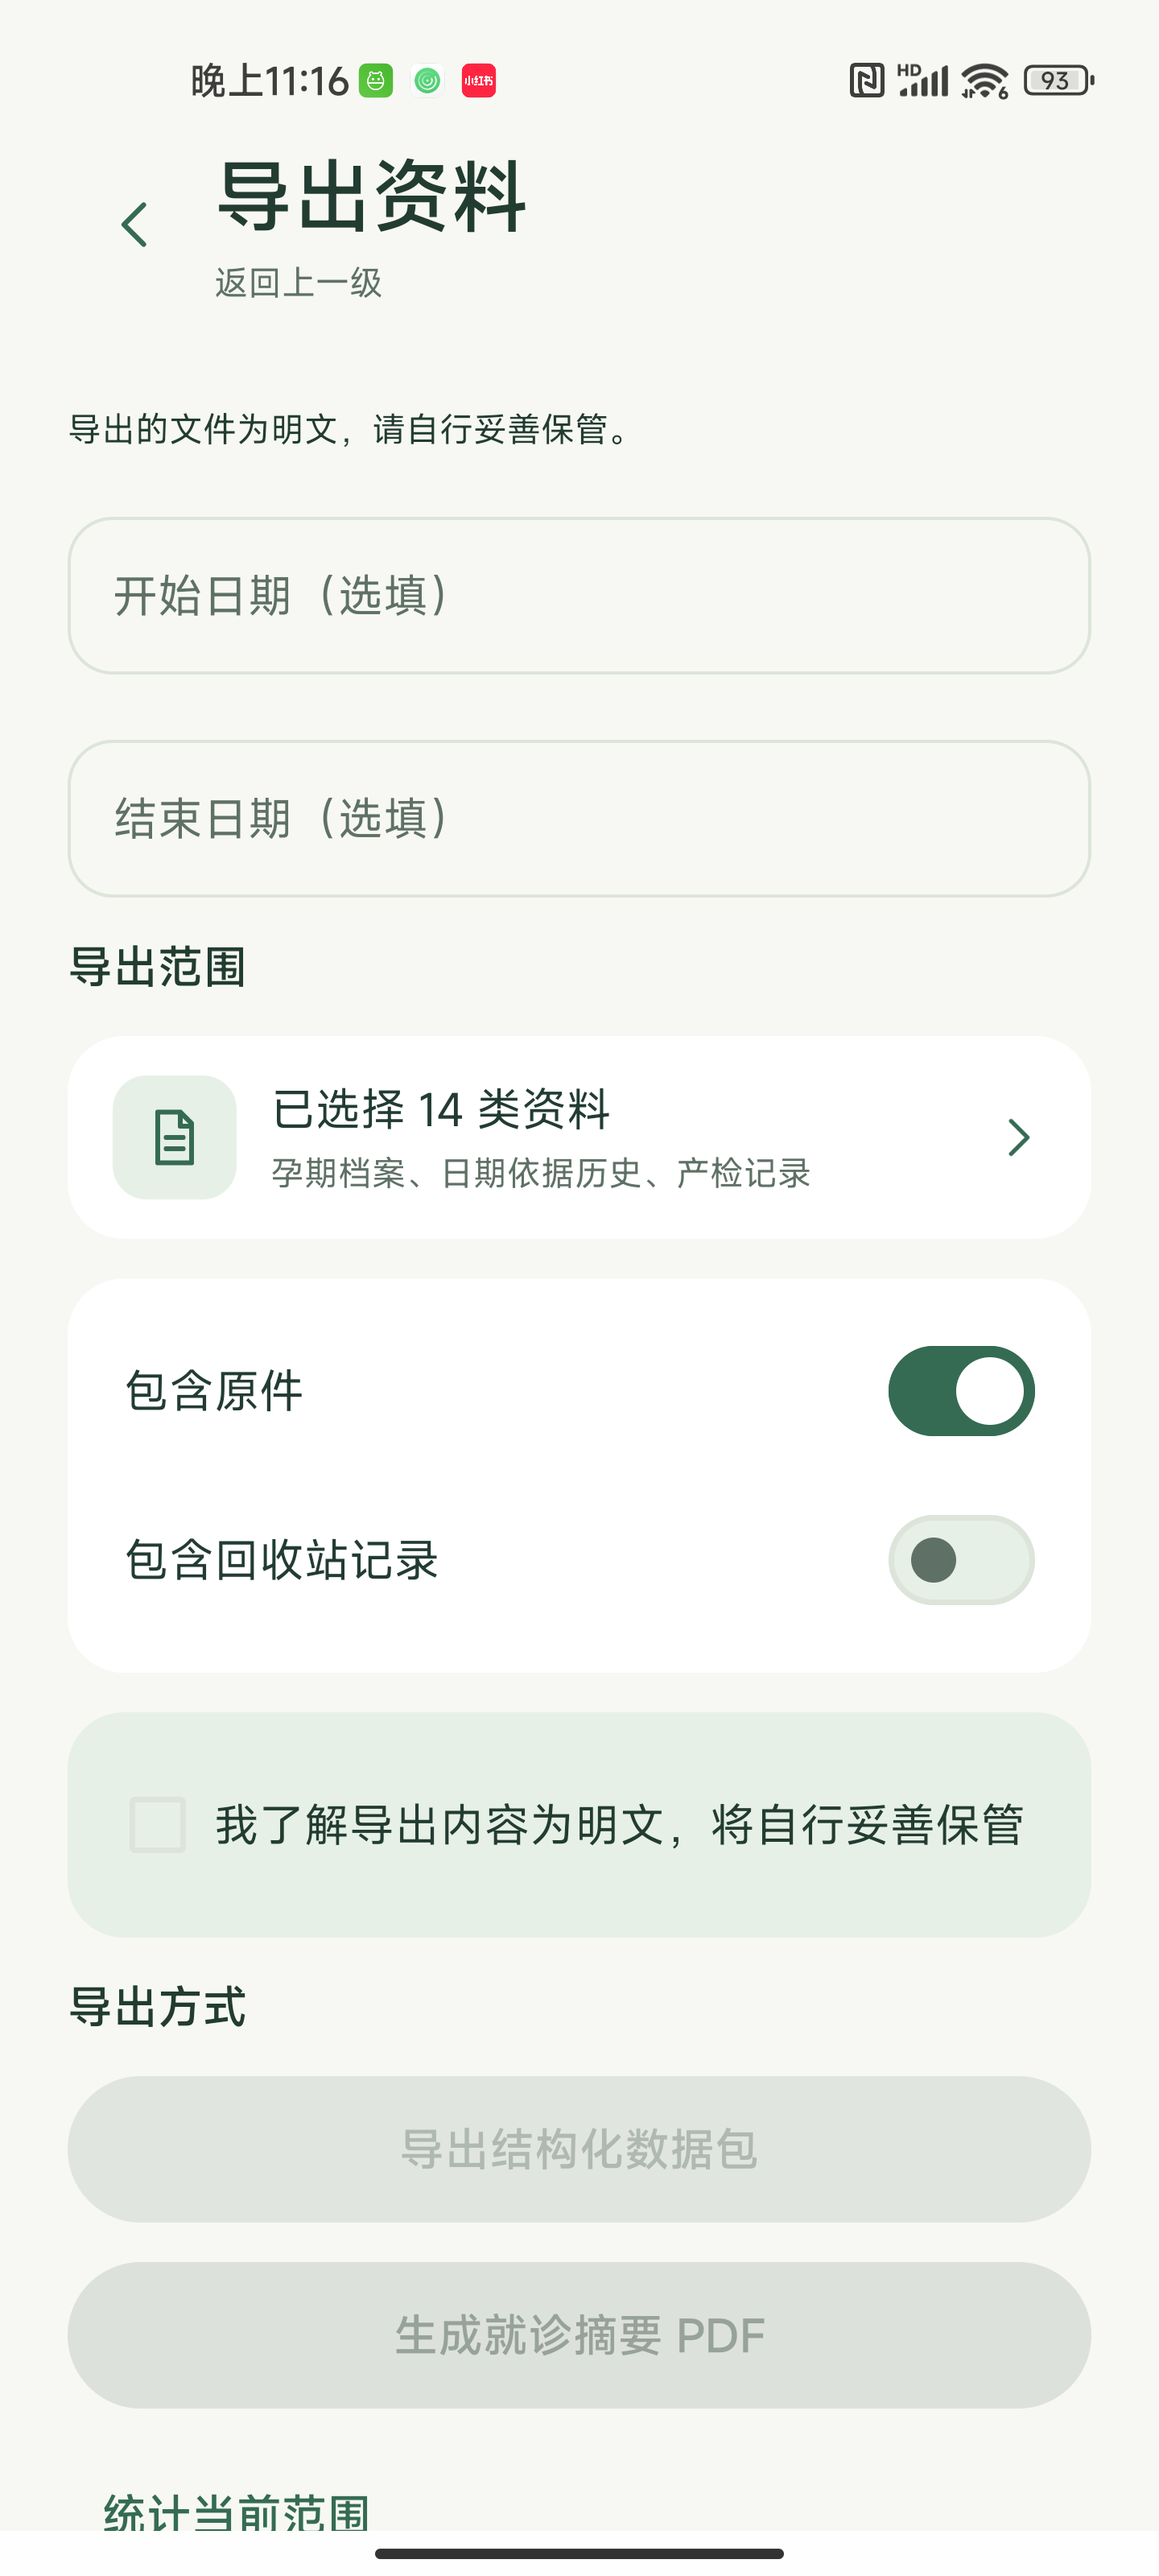 晚上11:16
小红书
HD
6
93
导出资料
返回上一级
导出的文件为明文，请自行妥善保管。
开始日期（选填）
结束日期（选填）
导出范围
已选择 14 类资料
孕期档案、日期依据历史、产检记录
包含原件
包含回收站记录
我了解导出内容为明文，将自行妥善保管
导出方式
导出结构化数据包
生成就诊摘要 PDF
统计当前范围